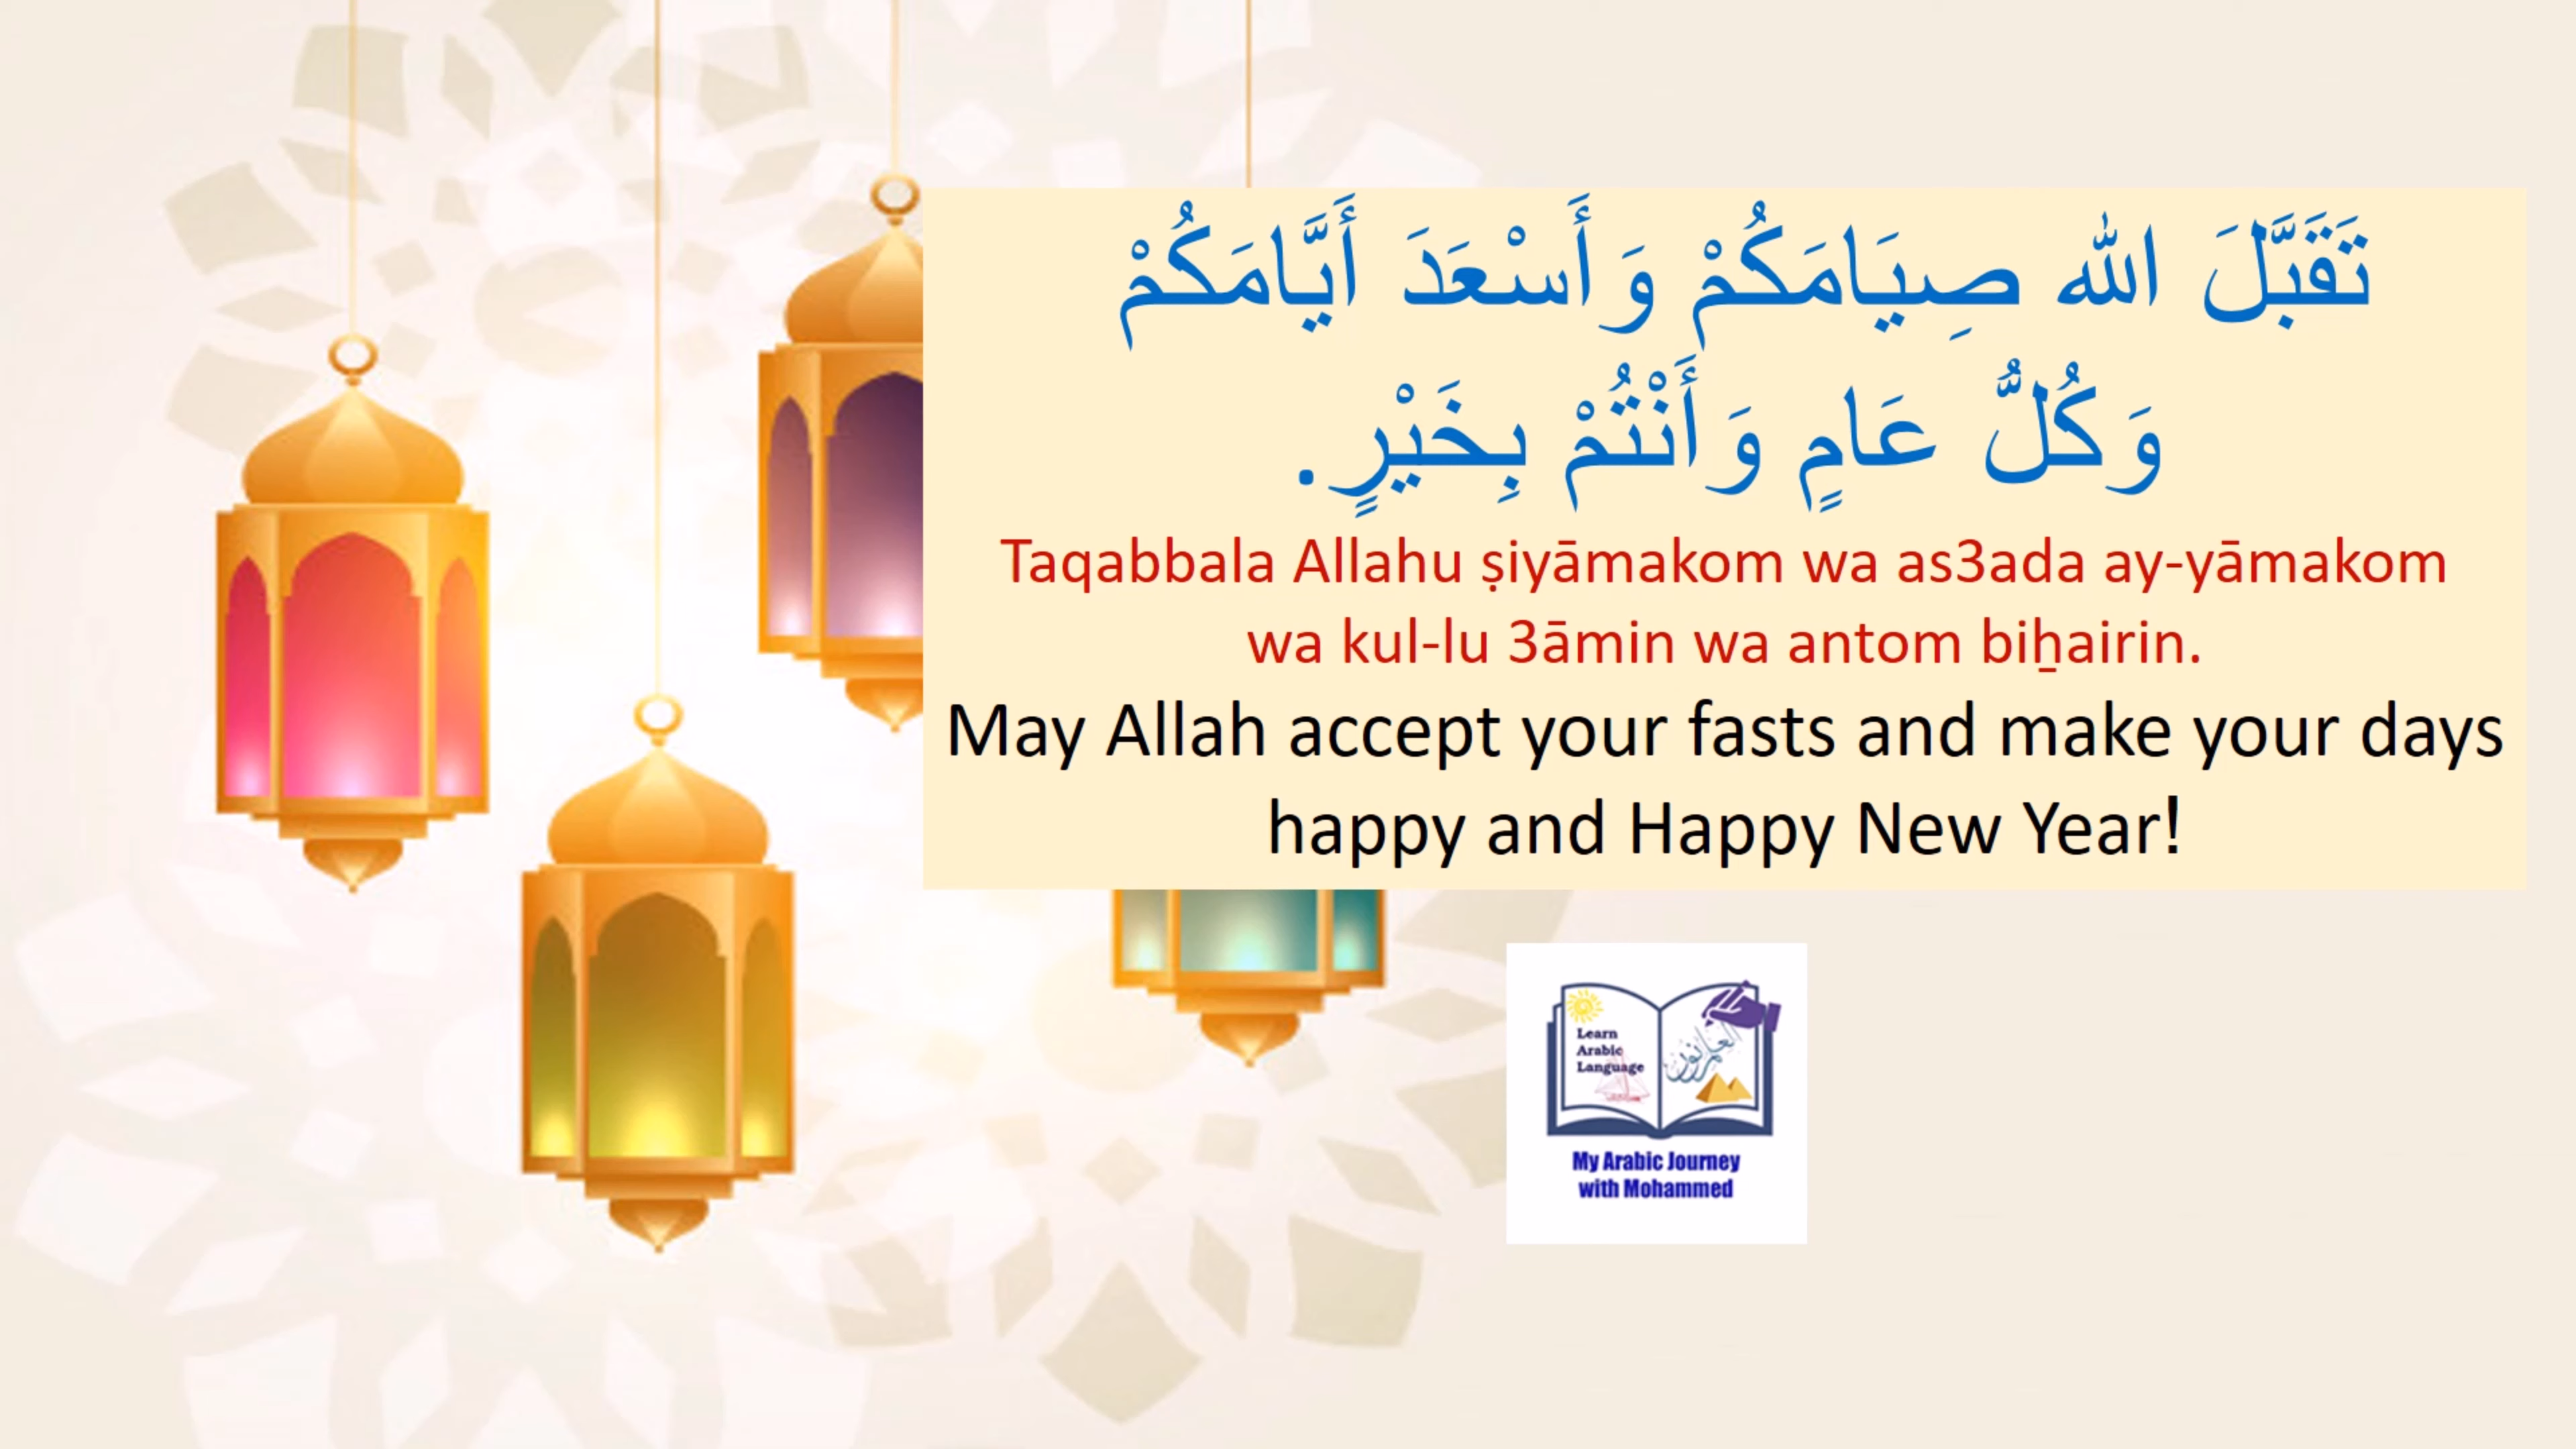 تَقَبَّلَ الله صِيَامَكُمْ وَأَسْعَدَ أَيَّامَكُمْ
وَكُلُّ عَامٍ وَأَنْتُمْ بِخَيْرٍ.
Taqabbala Allahu ṣiyāmakom wa as3ada ay-yāmakom
wa kul-lu 3āmin wa antom biẖairin.
May Allah accept your fasts and make your days
happy and Happy New Year!
Learn
Arabic
Language
العلم نور
My Arabic Journey
with Mohammed